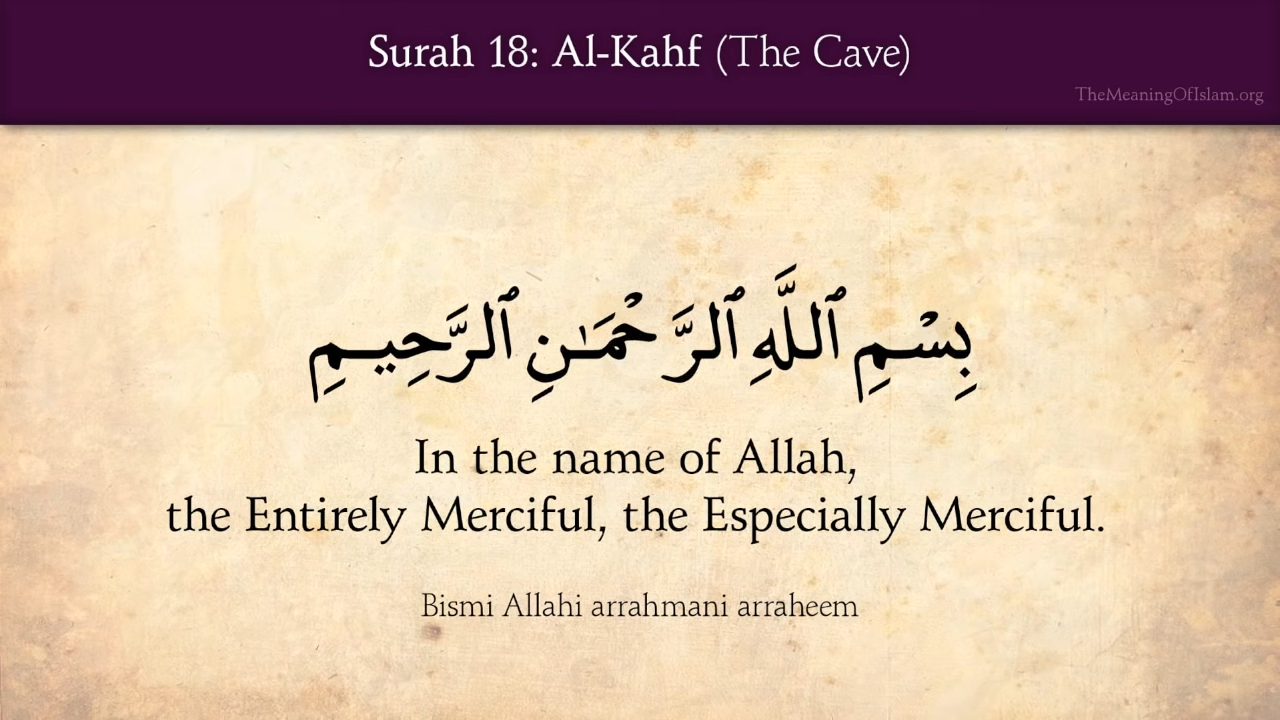 Surah 18: Al-Kahf (The Cave)
TheMeaningOfIslam.org
بِسْمِ ٱللَّهِ ٱلرَّحْمَـٰنِ ٱلرَّحِيـمِ
In the name of Allah,
the Entirely Merciful, the Especially Merciful.
Bismi Allahi arrahmani arraheem